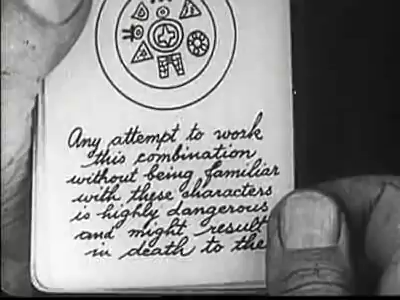 Any attempt to work
this combination
without being familiar
with these characters
is highly dangerous
and might result
in death to the